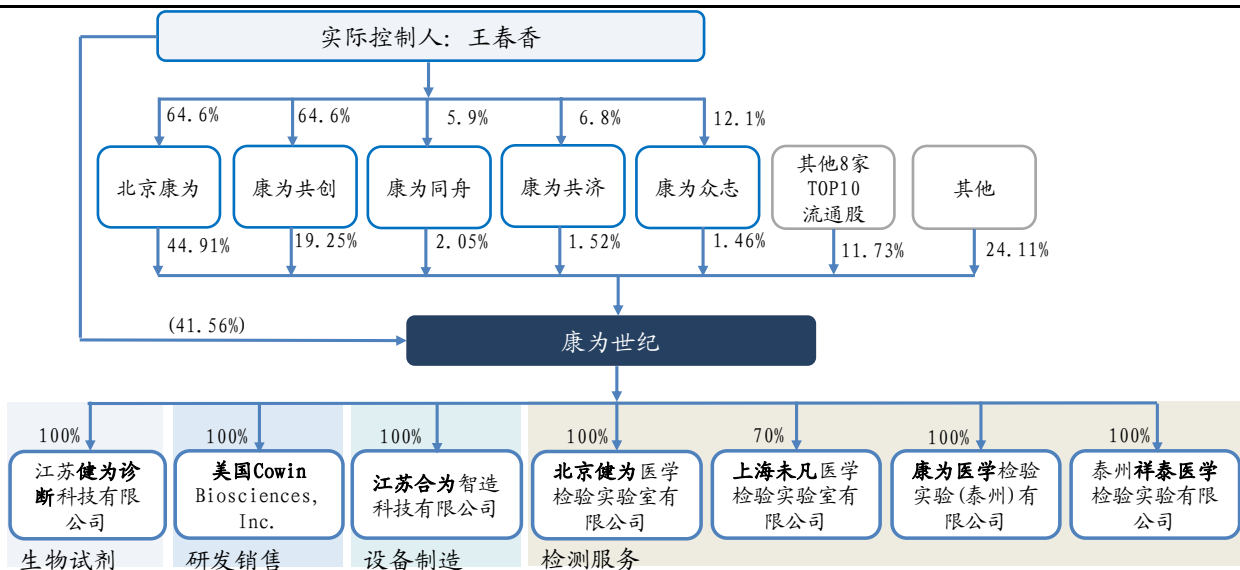 实际控制人：王春香
64.6%
64.6%
5.9%
6.8%
12.1%
北京康为
康为共创
康为同舟
康为共济
康为众志
其他8家
TOP10
流通股
其他
44.91%
19.25%
2.05%
1.52%
1.46%
11.73%
24.11%
(41.56%)
康为世纪
100%
100%
100%
100%
70%
100%
100%
江苏健为诊
断科技有限
公司
美国Cowin
Biosciences,
Inc.
江苏合为智造
科技有限公司
北京健为医学
检验实验室有
限公司
上海未凡医学
检验实验室有
限公司
康为医学检验
实验(泰州)有
限公司
泰州祥泰医学
检验实验有限
公司
生物试剂
研发销售
设备制造
检测服务